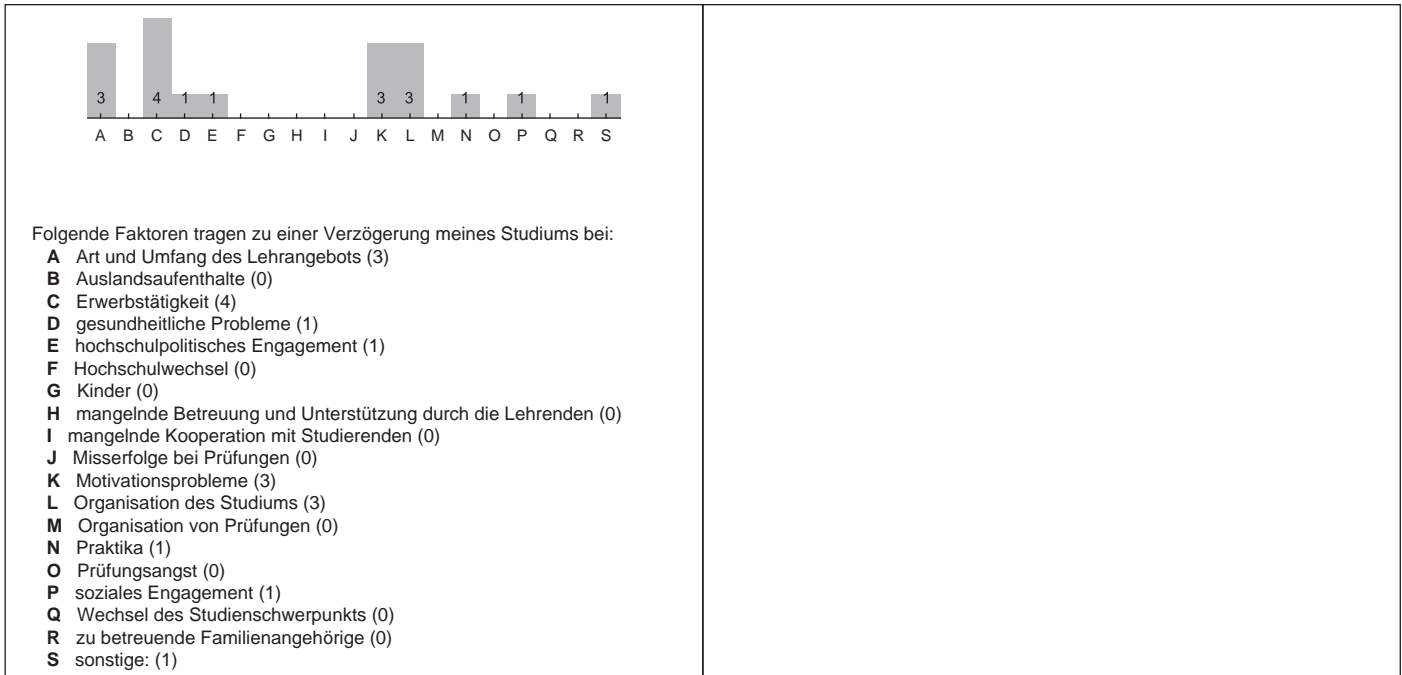 3 4 1 1 3 3 1 1 1
A B C D E F G H I J K L M N O P Q R S
Folgende Faktoren tragen zu einer Verzögerung meines Studiums bei:
A Art und Umfang des Lehrangebots (3)
B Auslandsaufenthalte (0)
C Erwerbstätigkeit (4)
D gesundheitliche Probleme (1)
E hochschulpolitisches Engagement (1)
F Hochschulwechsel (0)
G Kinder (0)
H mangelnde Betreuung und Unterstützung durch die Lehrenden (0)
I mangelnde Kooperation mit Studierenden (0)
J Misserfolge bei Prüfungen (0)
K Motivationsprobleme (3)
L Organisation des Studiums (3)
M Organisation von Prüfungen (0)
N Praktika (1)
O Prüfungsangst (0)
P soziales Engagement (1)
Q Wechsel des Studienschwerpunkts (0)
R zu betreuende Familienangehörige (0)
S sonstige: (1)